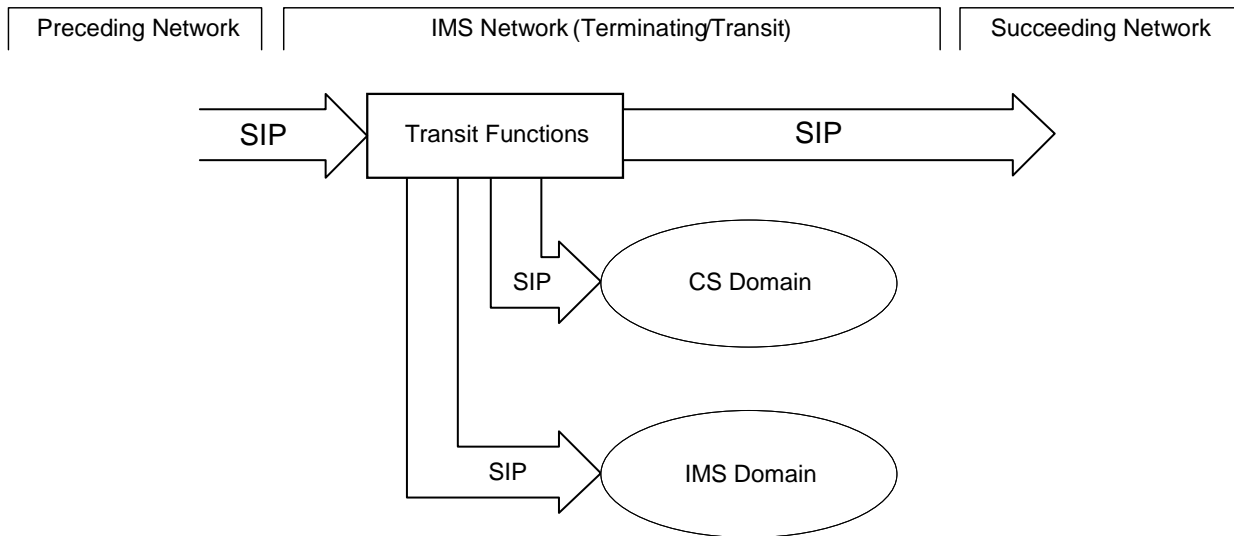 Preceding Network
IMS Network (Terminating/Transit)
Succeeding Network
SIP
Transit Functions
SIP
SIP
CS Domain
SIP
IMS Domain